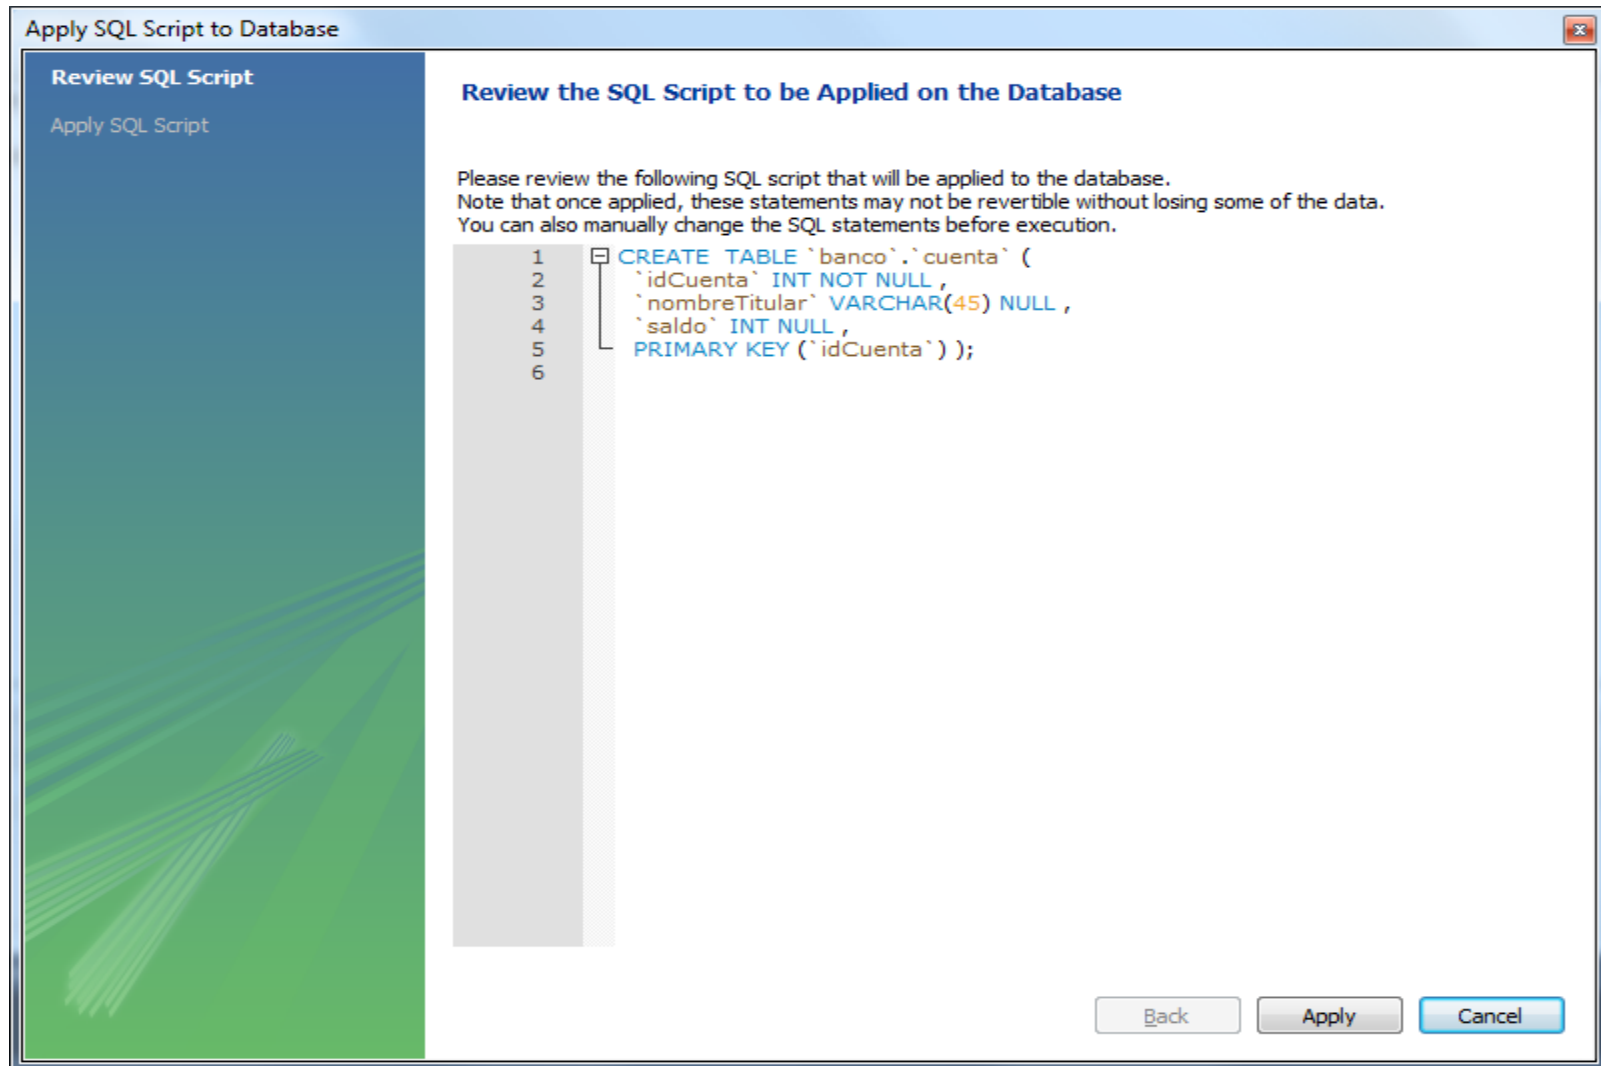 Apply SQL Script to Database
Review SQL Script
Apply SQL Script
Review the SQL Script to be Applied on the Database
Please review the following SQL script that will be applied to the database.
Note that once applied, these statements may not be revertible without losing some of the data.
You can also manually change the SQL statements before execution.
1 CREATE  TABLE `banco`.`cuenta` (
2 `idCuenta` INT NOT NULL ,
3 `nombreTitular` VARCHAR(45) NULL ,
4 `saldo` INT NULL ,
5 PRIMARY KEY (`idCuenta`) );
6
Back Apply Cancel